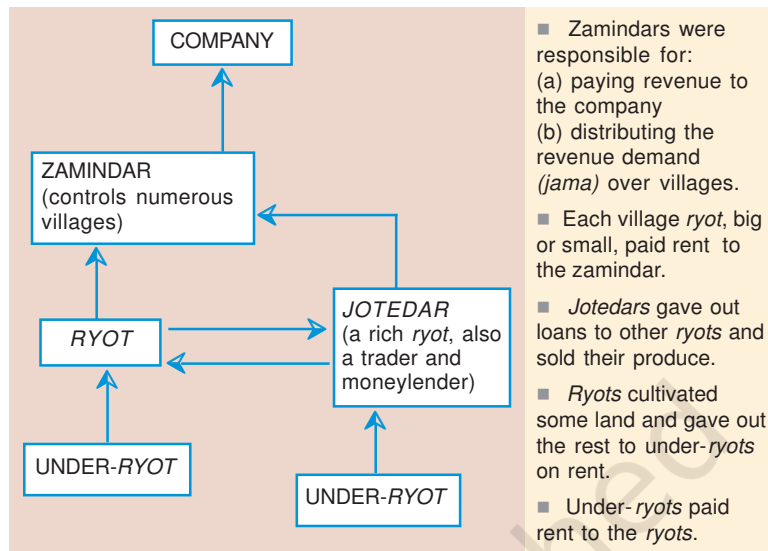 COMPANY
ZAMINDAR
(controls numerous
villages)
RYOT
JOTEDAR
(a rich ryot, also
a trader and
moneylender)
UNDER-RYOT
UNDER-RYOT
■ Zamindars were
responsible for:
(a) paying revenue to
the company
(b) distributing the
revenue demand
(jama) over villages.
■ Each village ryot, big
or small, paid rent to
the zamindar.
■ Jotedars gave out
loans to other ryots and
sold their produce.
■ Ryots cultivated
some land and gave out
the rest to under-ryots
on rent.
■ Under-ryots paid
rent to the ryots.